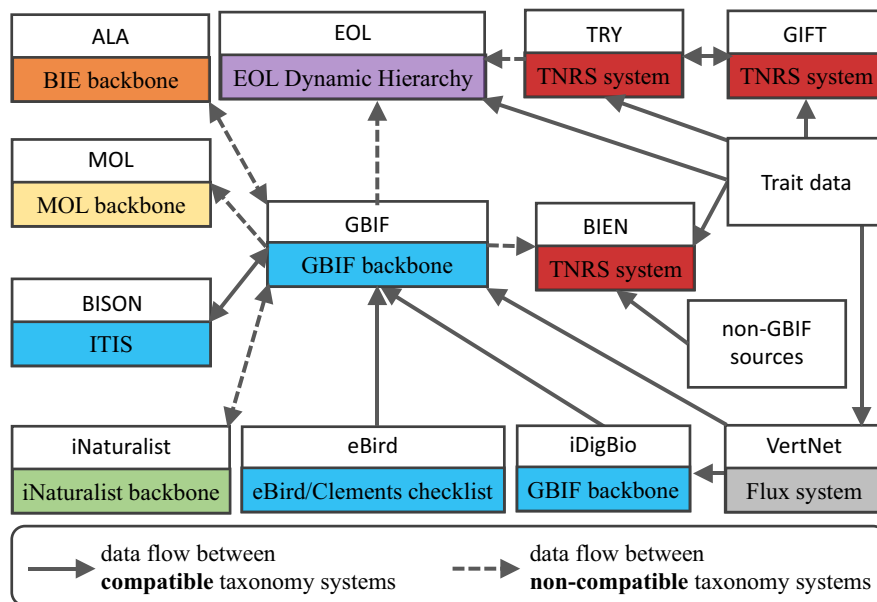 ALA
BIE backbone
EOL
EOL Dynamic Hierarchy
TRY
TNRS system
GIFT
TNRS system
MOL
MOL backbone
Trait data
GBIF
GBIF backbone
BIEN
TNRS system
BISON
ITIS
non-GBIF
sources
iNaturalist
iNaturalist backbone
eBird
eBird/Clements checklist
iDigBio
GBIF backbone
VertNet
Flux system
data flow between
compatible taxonomy systems
data flow between
non-compatible taxonomy systems